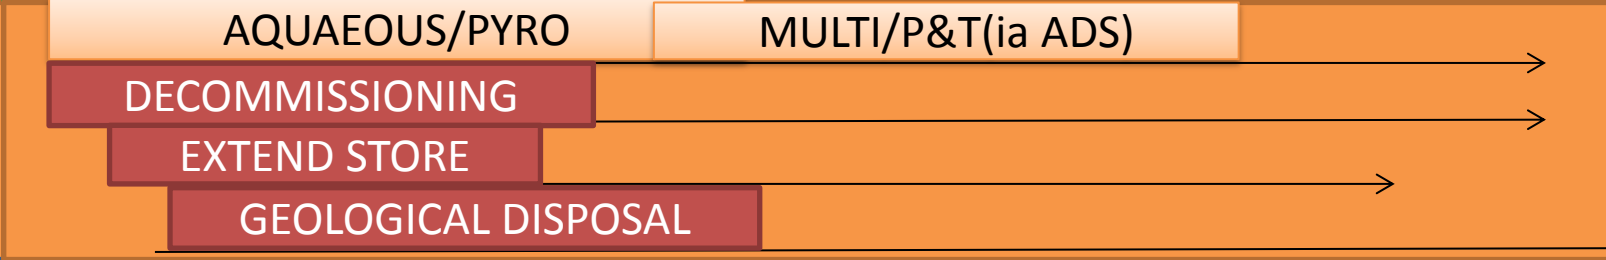 AQUAEOUS/PYRO
MULTI/P&T(ia ADS)
DECOMMISSIONING
EXTEND STORE
GEOLOGICAL DISPOSAL